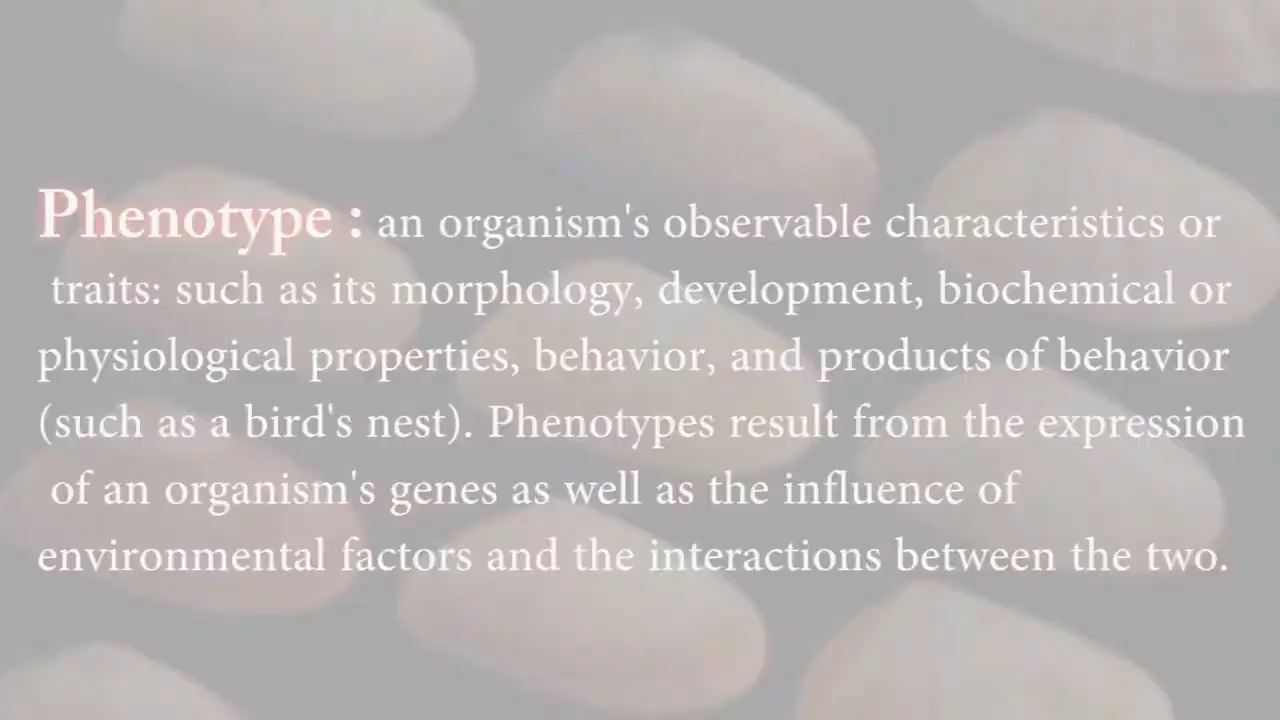 Phenotype : an organism's observable characteristics or
traits: such as its morphology, development, biochemical or
physiological properties, behavior, and products of behavior
(such as a bird's nest). Phenotypes result from the expression
of an organism's genes as well as the influence of
environmental factors and the interactions between the two.